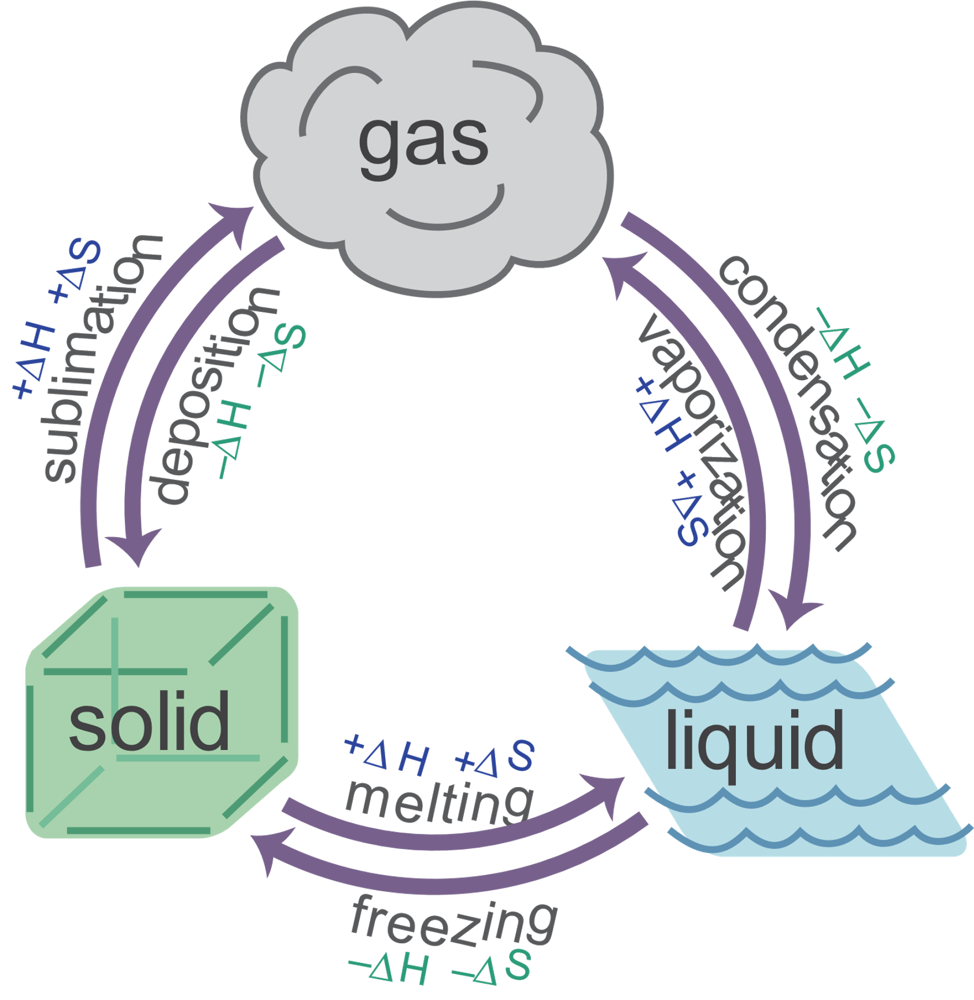 gas
+ΔH +ΔS
sublimation
deposition
–ΔH –ΔS
condensation
–ΔH –ΔS
vaporization
+ΔH +ΔS
solid
liquid
+ΔH +ΔS
melting
freezing
–ΔH –ΔS